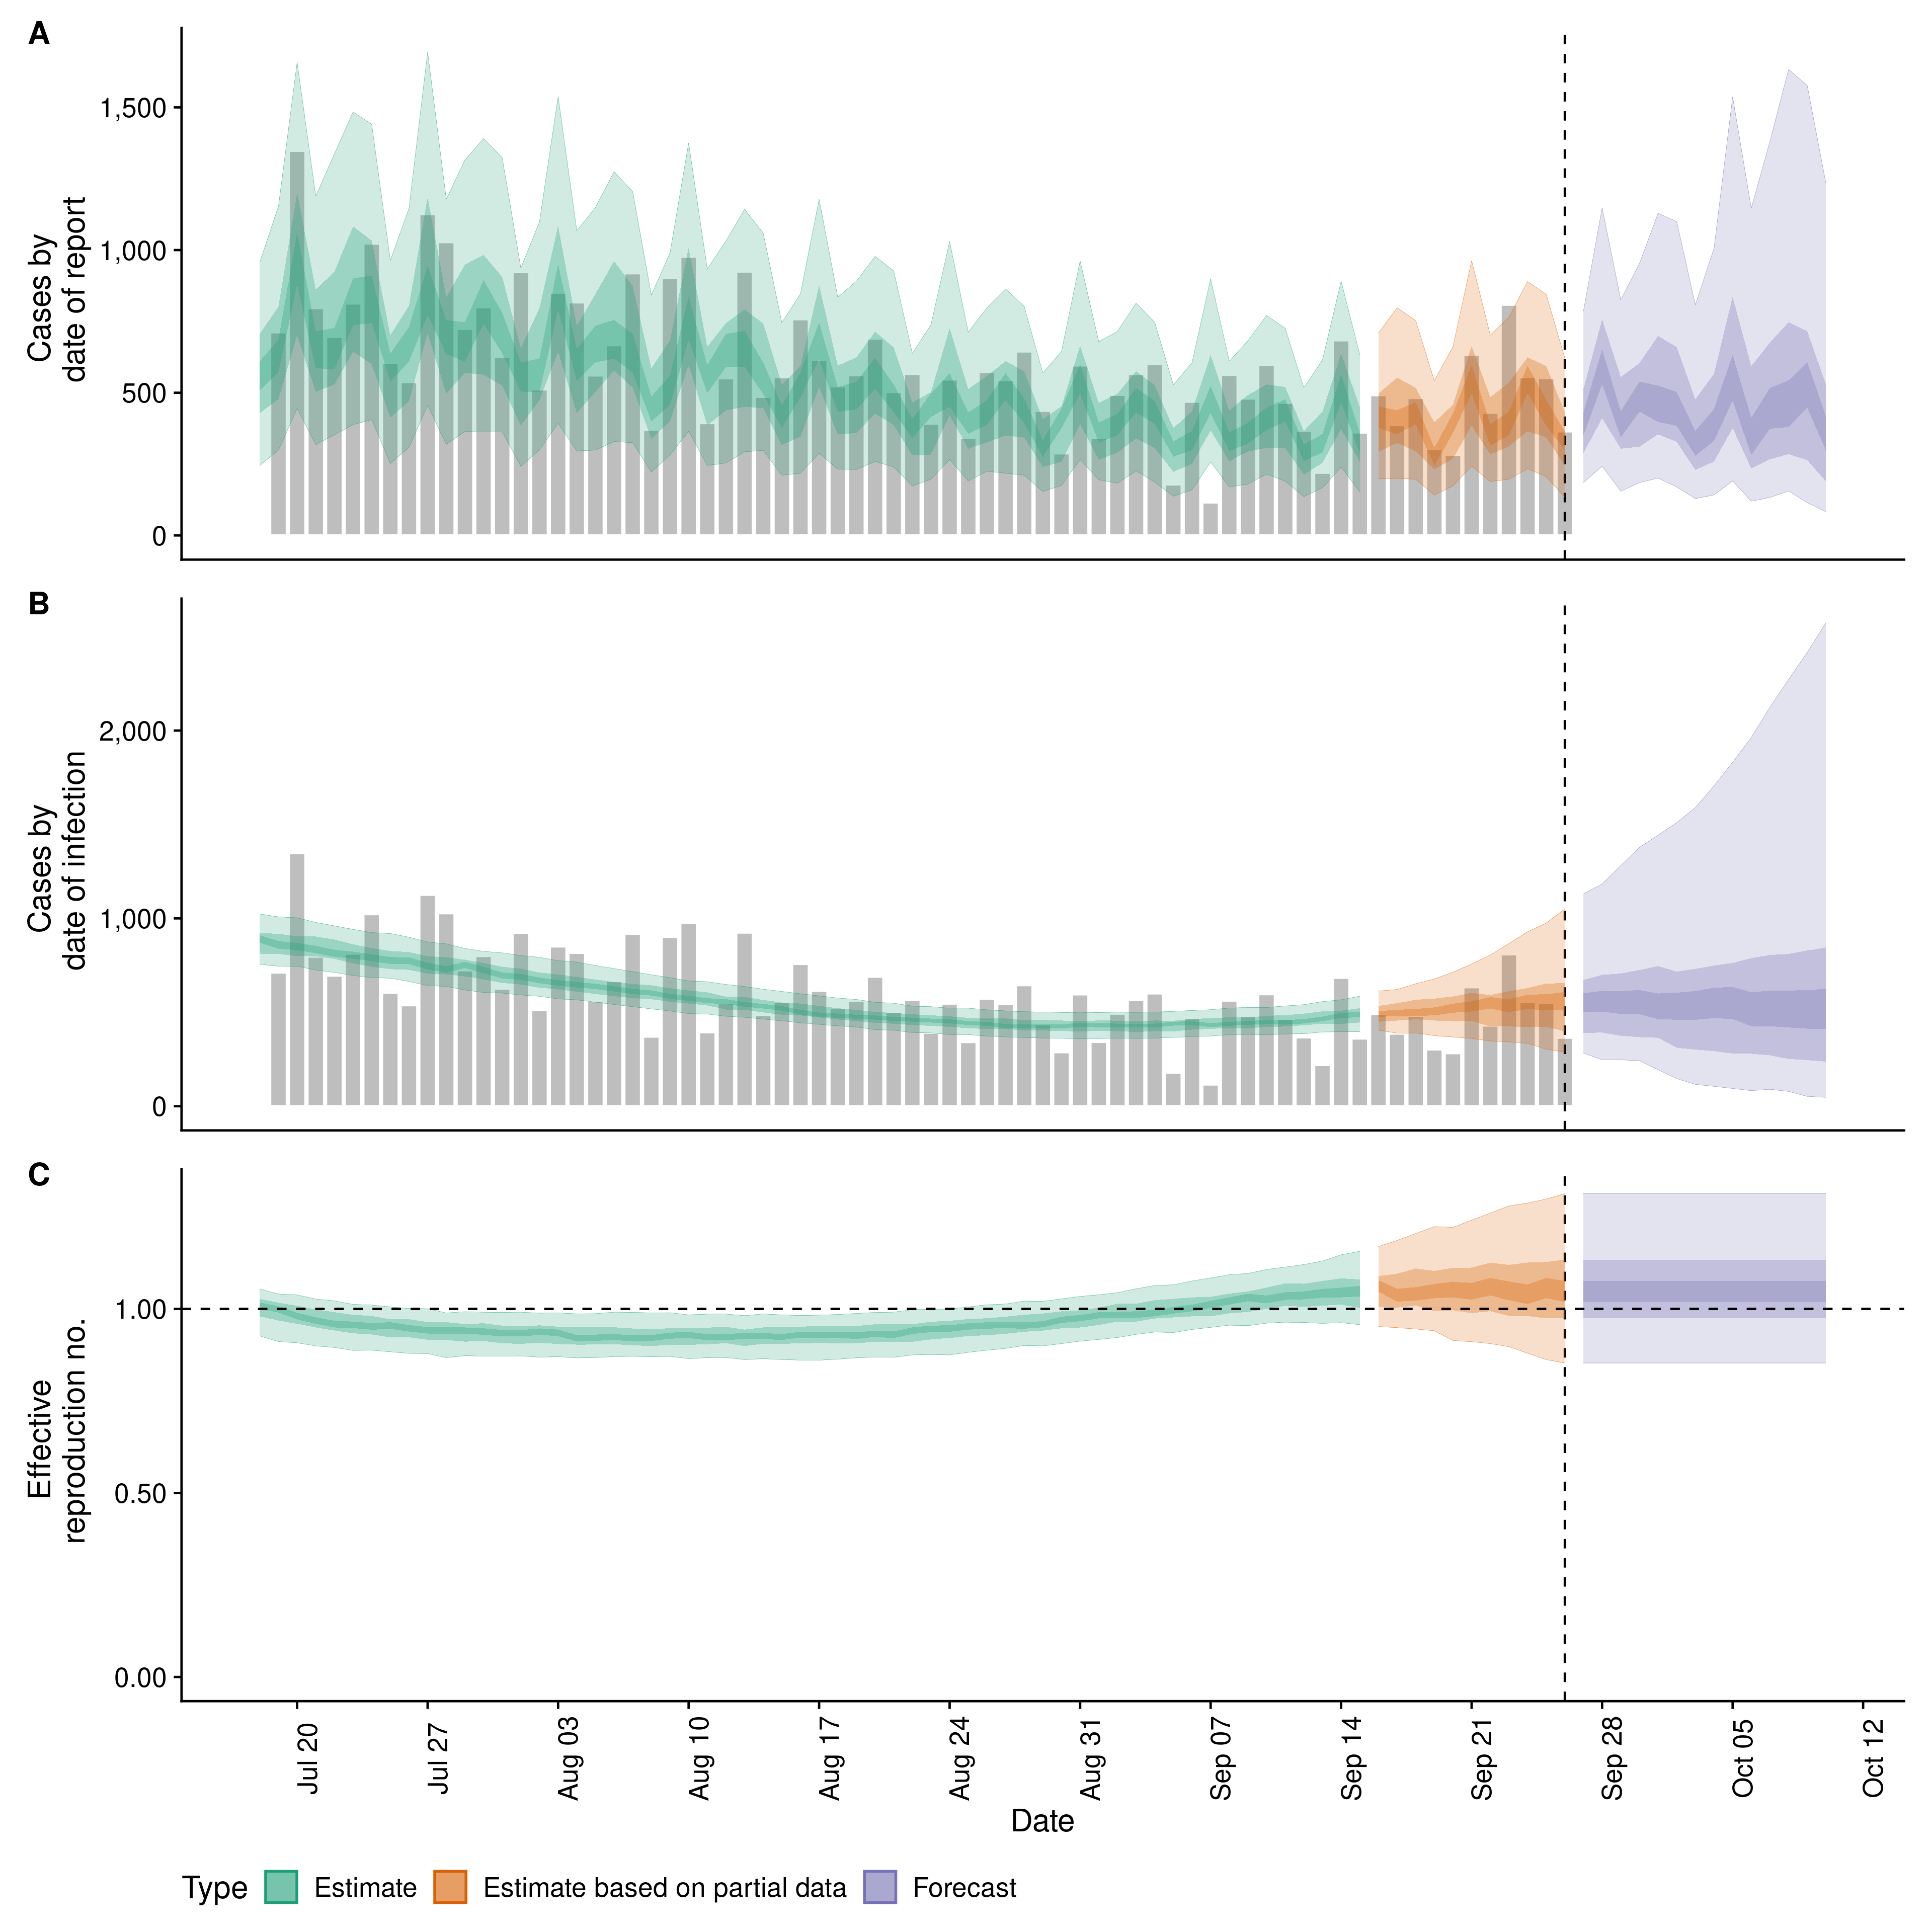 A
Cases by
date of report
1,500
1,000
500
0
B
Cases by
date of infection
2,000
1,000
0
C
Effective
reproduction no.
1.00
0.50
0.00
Jul 20
Jul 27
Aug 03
Aug 10
Aug 17
Aug 24
Aug 31
Sep 07
Sep 14
Sep 21
Sep 28
Oct 05
Oct 12
Date
Type Estimate Estimate based on partial data Forecast